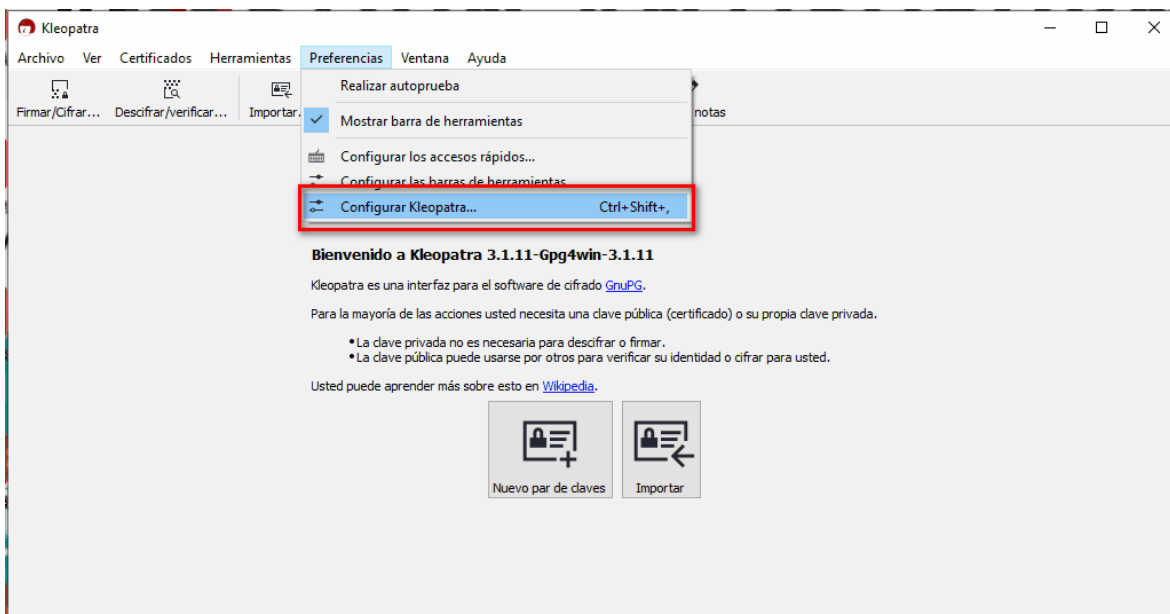 Kleopatra
Archivo Ver Certificados Herramientas Preferencias Ventana Ayuda
Firmar/Cifrar... Descifrar/verificar... Importar. notas
Realizar autoprueba
Mostrar barra de herramientas
Configurar los accesos rápidos...
Configurar las barras de herramientas
Configurar Kleopatra... Ctrl+Shift+,
Bienvenido a Kleopatra 3.1.11-Gpg4win-3.1.11
Kleopatra es una interfaz para el software de cifrado GnuPG.
Para la mayoría de las acciones usted necesita una clave pública (certificado) o su propia clave privada.
•La clave privada no es necesaria para descifrar o firmar.
•La clave pública puede usarse por otros para verificar su identidad o cifrar para usted.
Usted puede aprender más sobre esto en Wikipedia.
Nuevo par de claves Importar